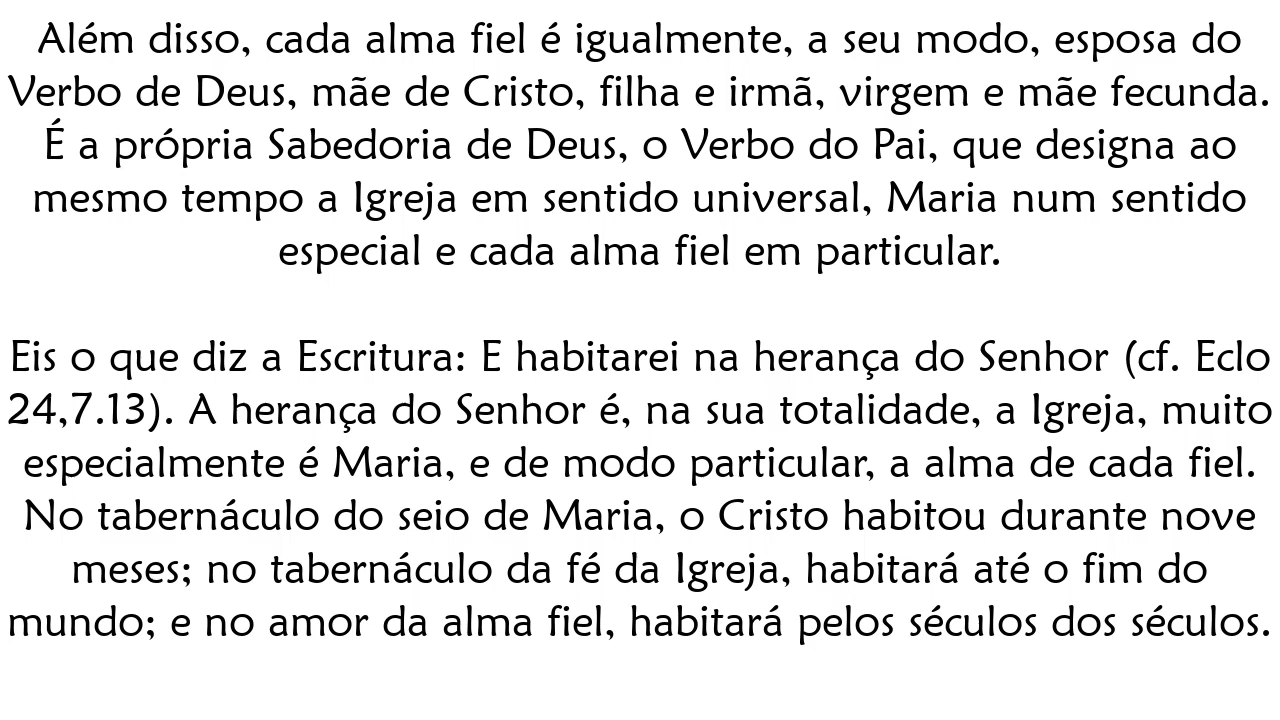 Além disso, cada alma fiel é igualmente, a seu modo, esposa do
Verbo de Deus, mãe de Cristo, filha e irmã, virgem e mãe fecunda.
É a própria Sabedoria de Deus, o Verbo do Pai, que designa ao
mesmo tempo a Igreja em sentido universal, Maria num sentido
especial e cada alma fiel em particular.
Eis o que diz a Escritura: E habitarei na herança do Senhor (cf. Eclo
24,7.13). A herança do Senhor é, na sua totalidade, a Igreja, muito
especialmente é Maria, e de modo particular, a alma de cada fiel.
No tabernáculo do seio de Maria, o Cristo habitou durante nove
meses; no tabernáculo da fé da Igreja, habitará até o fim do
mundo; e no amor da alma fiel, habitará pelos séculos dos séculos.